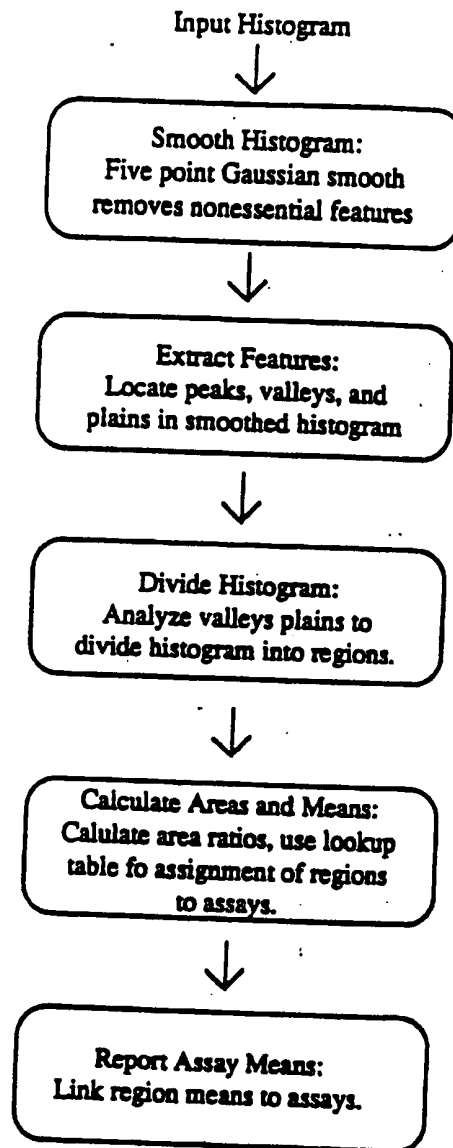 Input Histogram
Smooth Histogram:
Five point Gaussian smooth
removes nonessential features
Extract Features:
Locate peaks, valleys, and
plains in smoothed histogram
Divide Histogram:
Analyze valleys plains to
divide histogram into regions.
Calculate Areas and Means:
Calulate area ratios, use lookup
table fo assignment of regions
to assays.
Report Assay Means:
Link region means to assays.